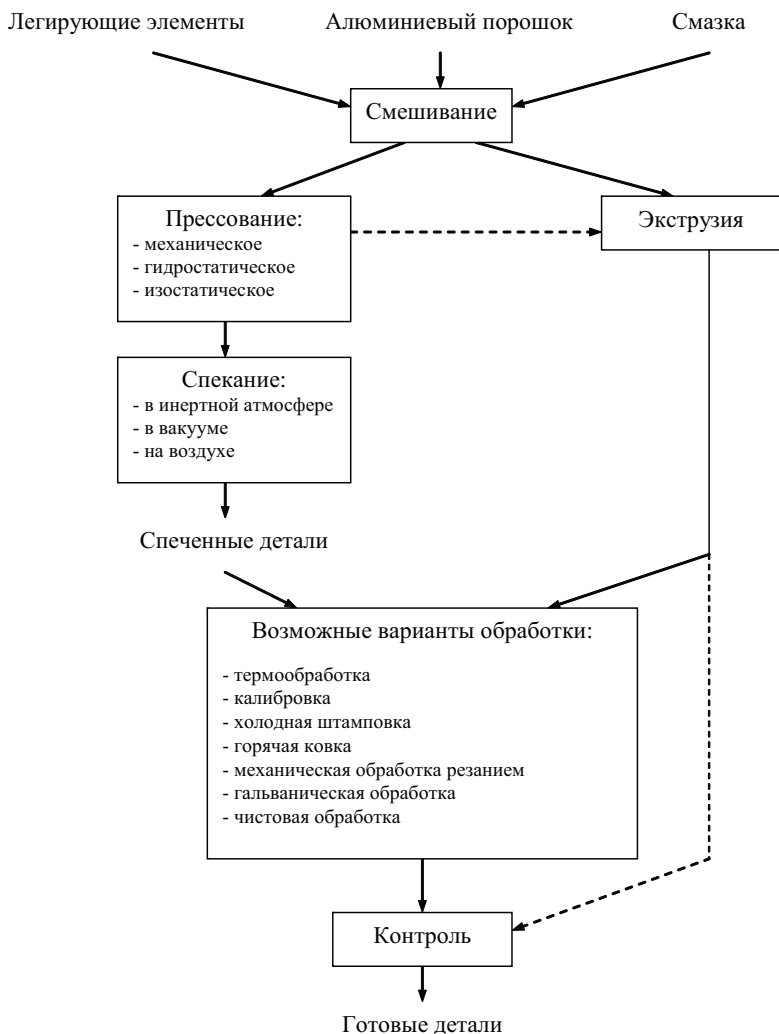 Легирующие элементы
Алюминиевый порошок
Смазка
Смешивание
Прессование:
- механическое
- гидростатическое
- изостатическое
Экструзия
Спекание:
- в инертной атмосфере
- в вакууме
- на воздухе
Спеченные детали
Возможные варианты обработки:
- термообработка
- калибровка
- холодная штамповка
- горячая ковка
- механическая обработка резанием
- гальваническая обработка
- чистовая обработка
Контроль
Готовые детали